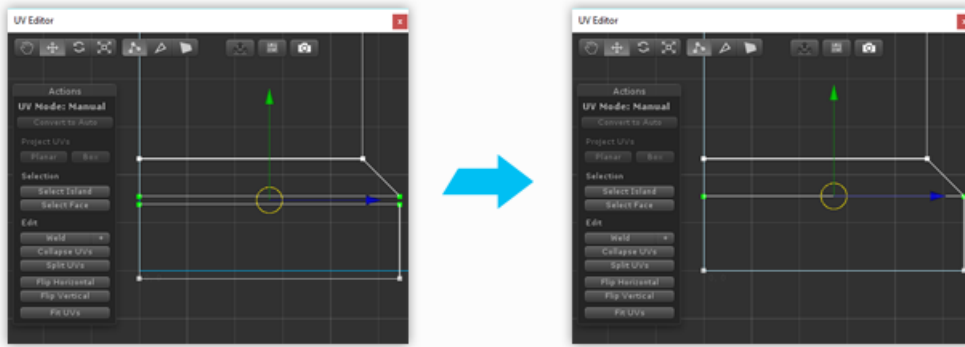 UV Editor
x
Actions
UV Mode: Manual
Convert to Auto
Project UVs
Planar Box
Selection
Select Island
Select Face
Edit
Weld +
Collapse UVs
Split UVs
Flip Horizontal
Flip Vertical
Fit UVs
UV Editor
x
Actions
UV Mode: Manual
Convert to Auto
Project UVs
Planar Box
Selection
Select Island
Select Face
Edit
Weld +
Collapse UVs
Split UVs
Flip Horizontal
Flip Vertical
Fit UVs